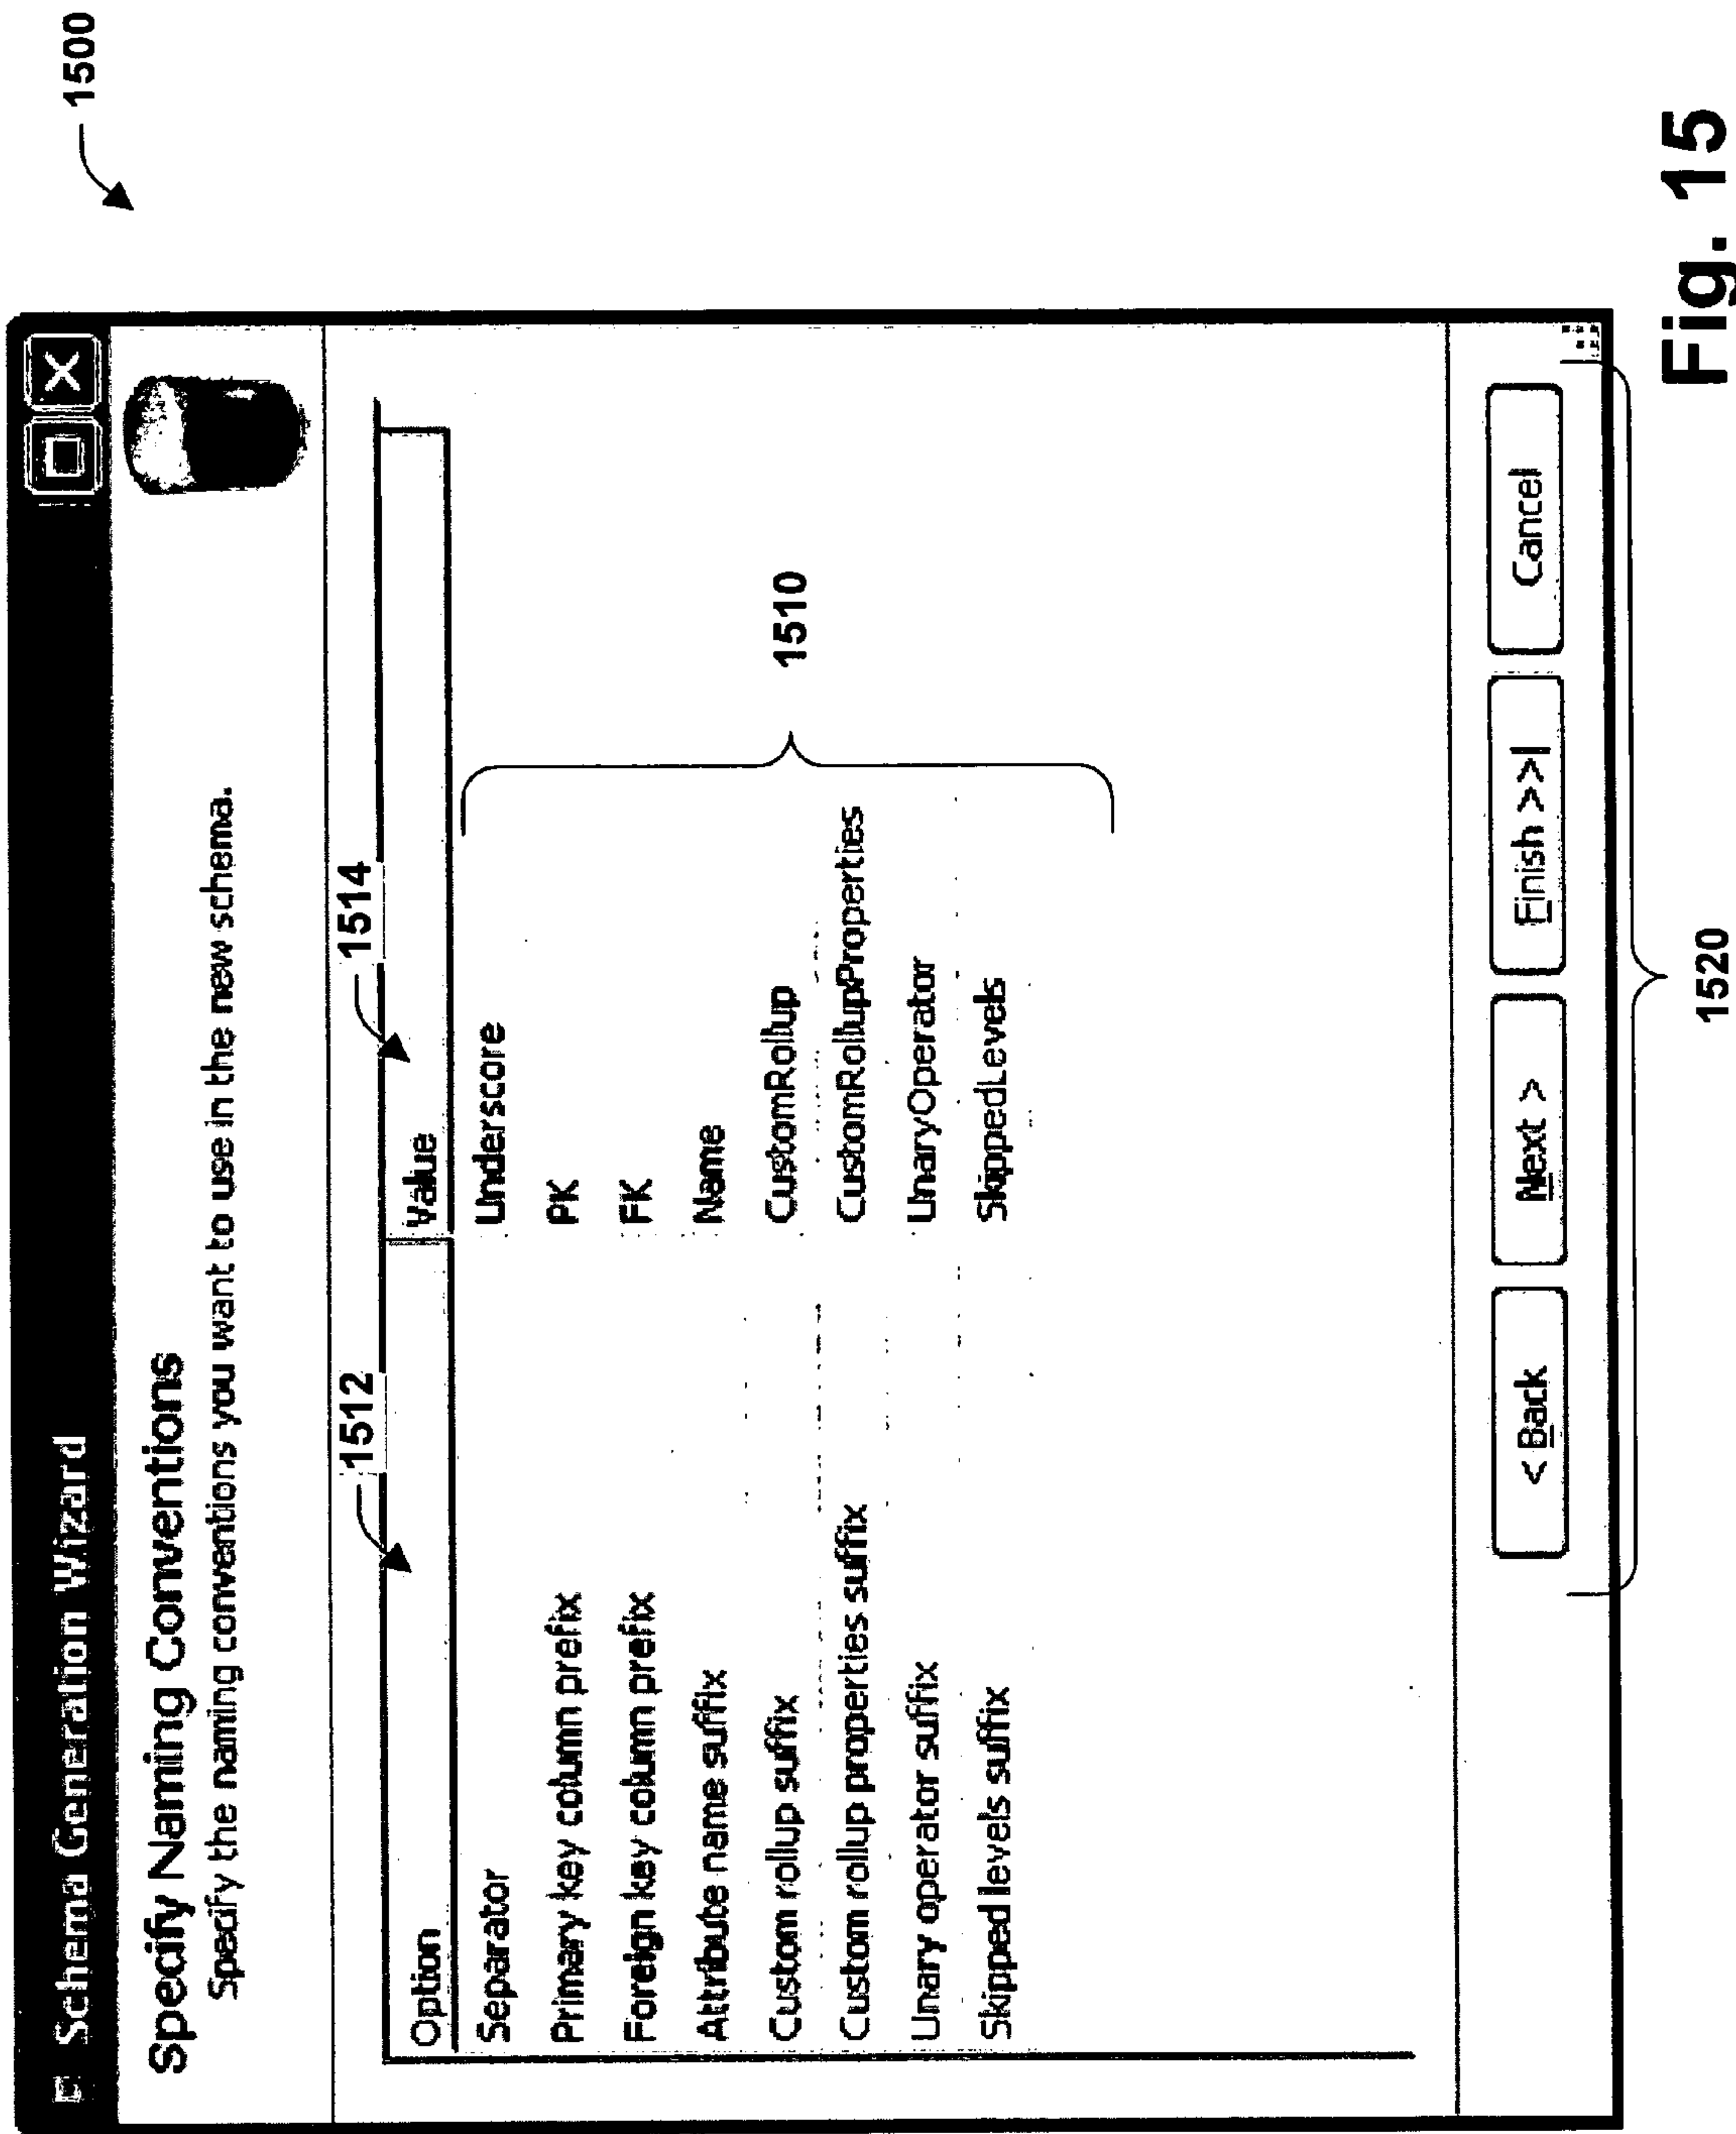 1500
Schema Generation Wizard
Specify Naming Conventions
Specify the naming conventions you want to use in the new schema.
1512
1514
Option Value
Separator Underscore
Primary key column prefix PK
Foreign key column prefix FK
Attribute name suffix Name
Custom rollup suffix CustomRollup
1510
Custom rollup properties suffix CustomRollupProperties
Unary operator suffix UnaryOperator
Skipped levels suffix SkippedLevels
< Back Next > Finish >>| Cancel
1520
Fig. 15